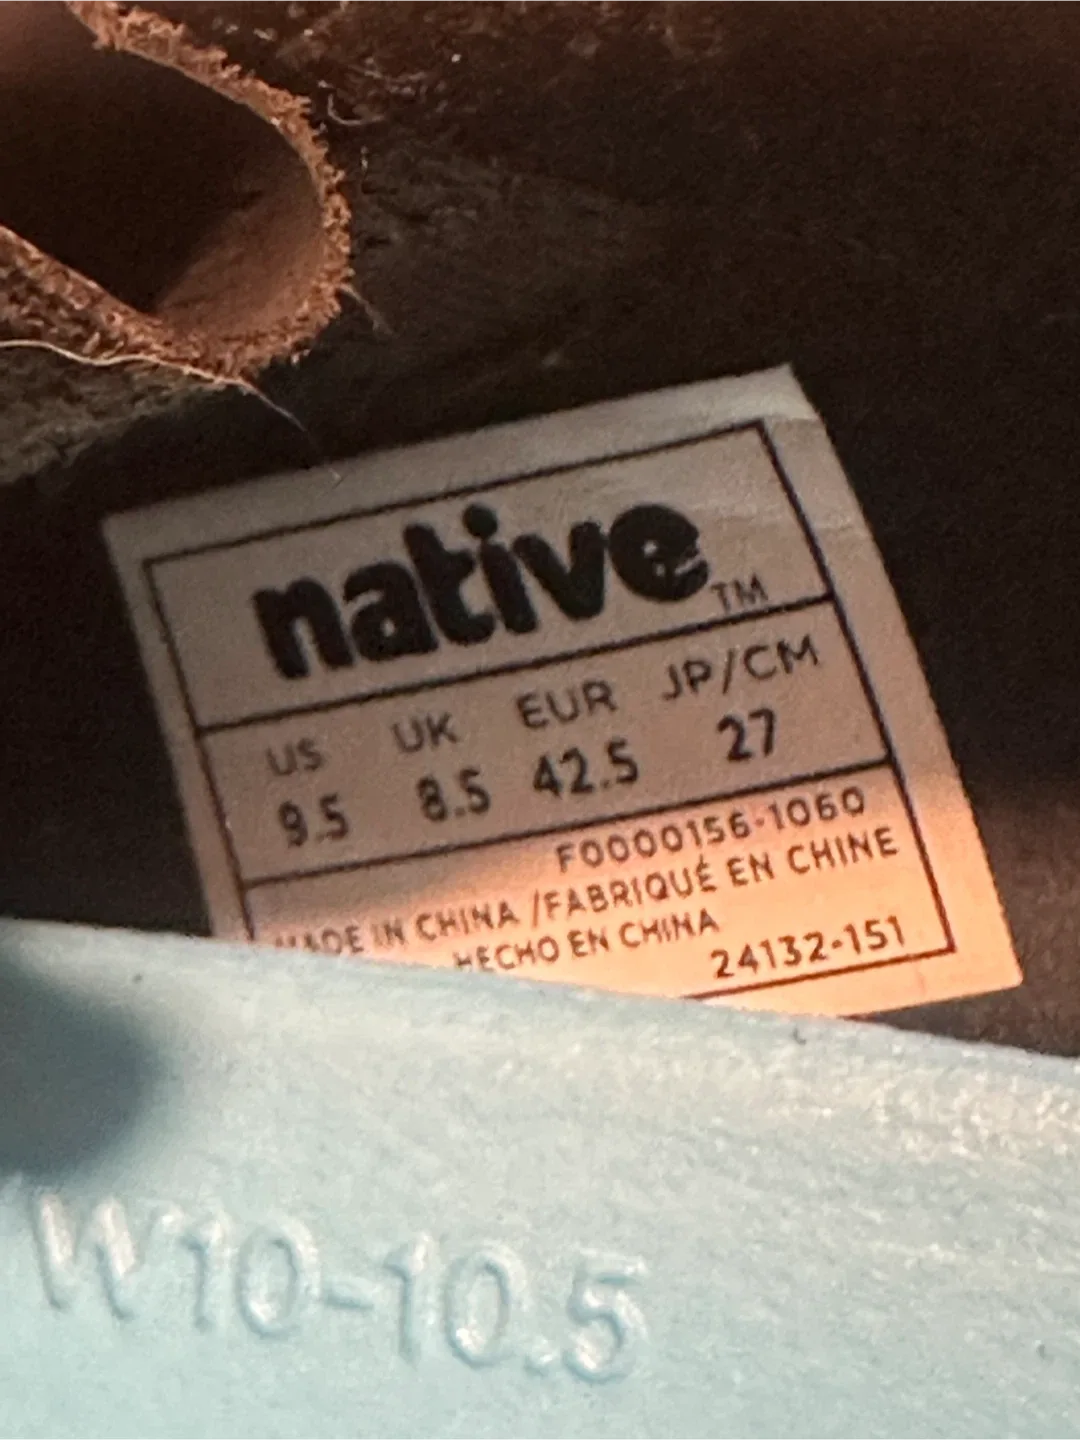 native™
US UK EUR JP/CM
9.5 8.5 42.5 27
F0000156-1060
MADE IN CHINA /FABRIQUÉ EN CHINE
HECHO EN CHINA
24132-151
W10-10.5